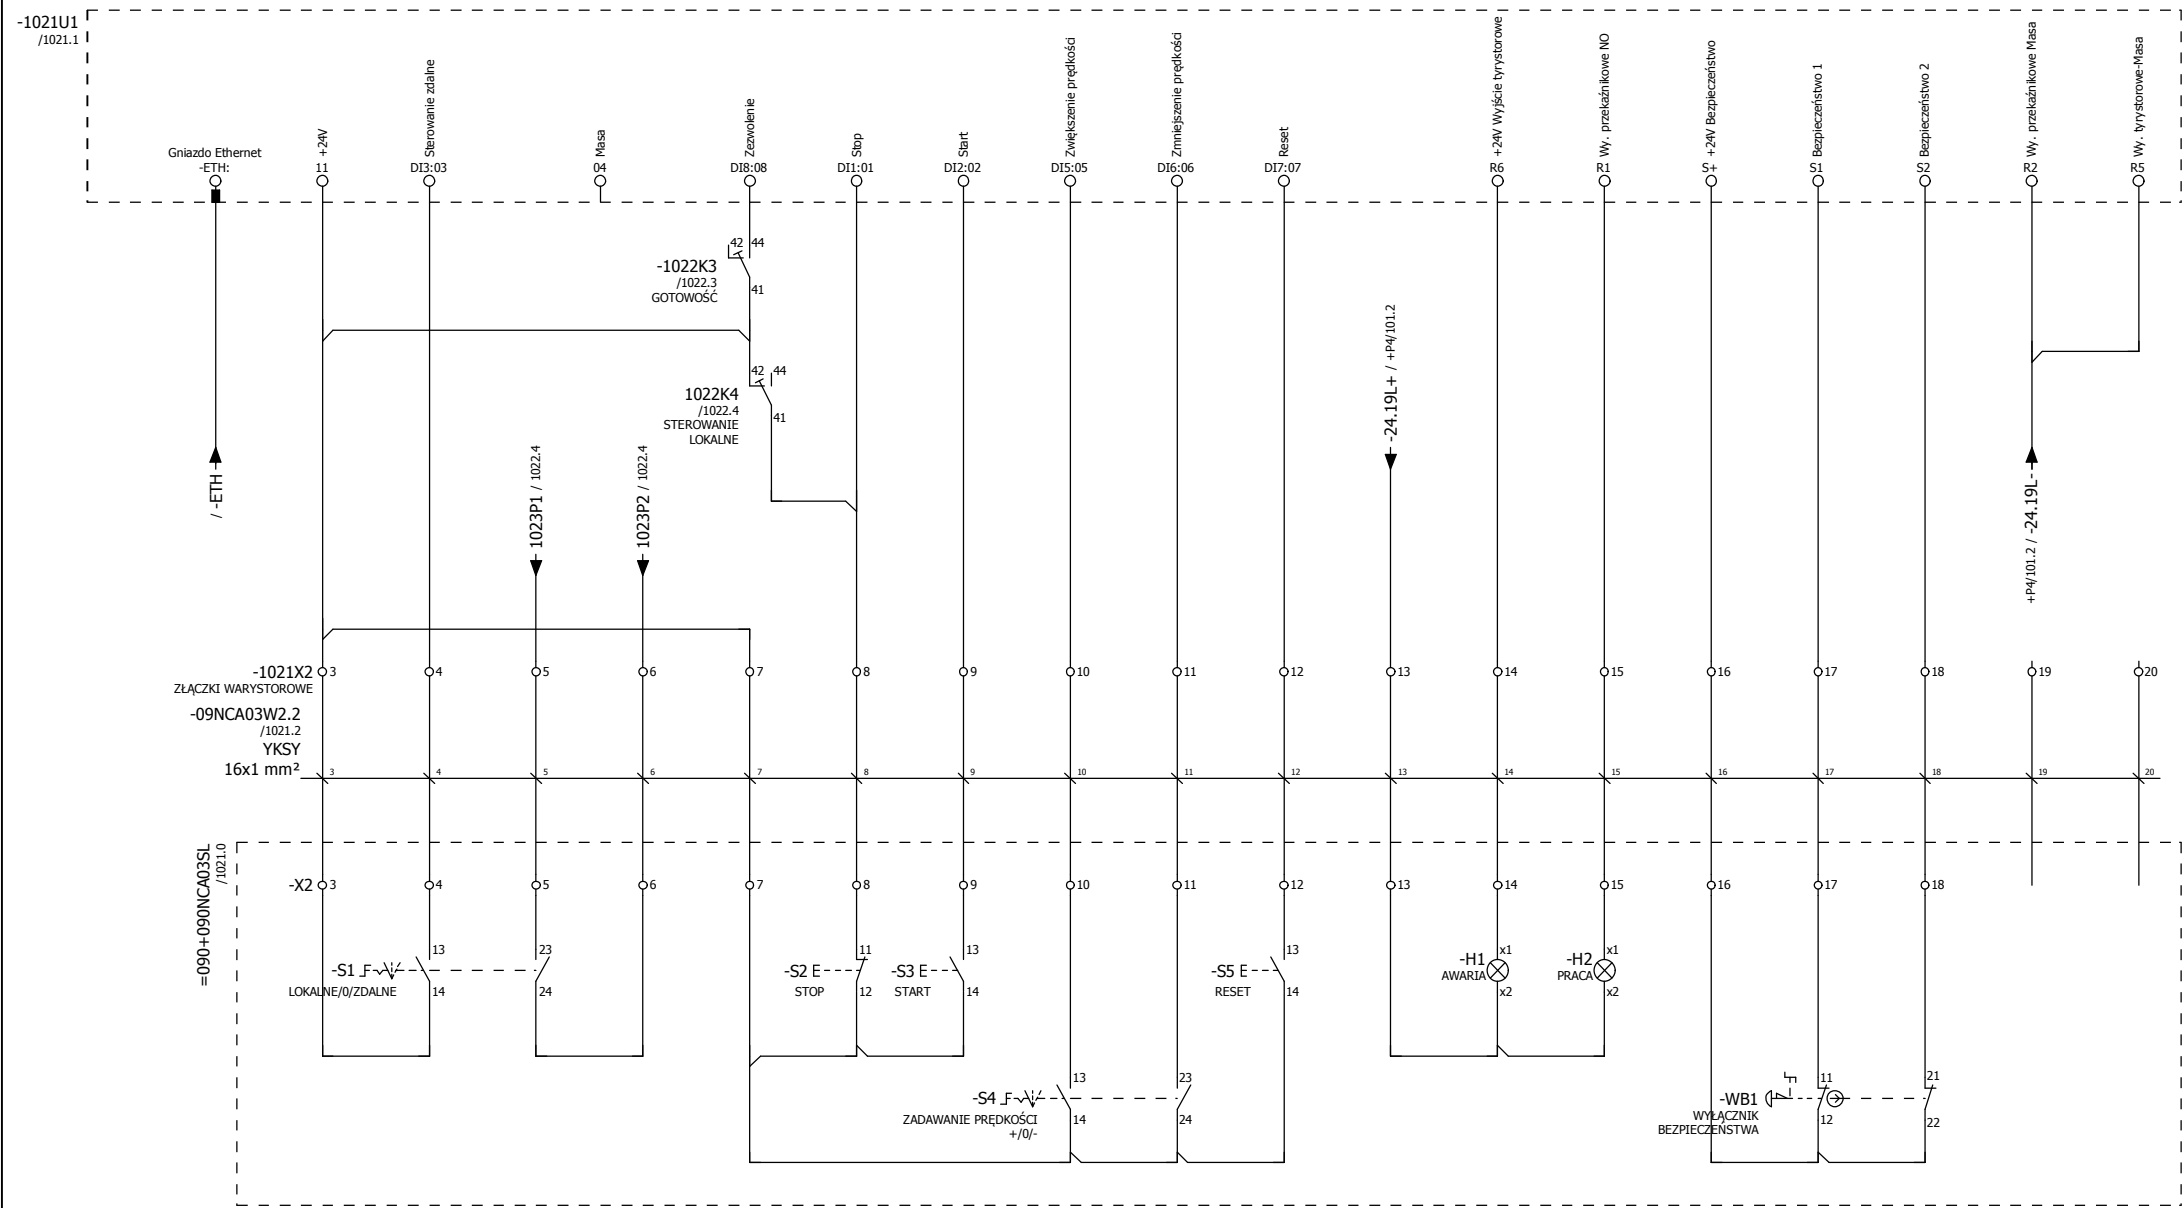 -1021U1
/1021.1
Gniazdo Ethernet
-ETH:
+24V
11
Sterowanie zdalne
DI3:03
Masa
04
Zezwolenie
DI8:08
Stop
DI1:01
Start
DI2:02
Zwiększenie prędkości
DI5:05
Zmniejszenie prędkości
DI6:06
Reset
DI7:07
+24V Wyjście tyrystorowe
R6
Wy. przekaźnikowe NO
R1
+24V Bezpieczeństwo
S+
Bezpieczeństwo 1
S1
Bezpieczeństwo 2
S2
Wy. przekaźnikowe Masa
R2
Wy. tyrystorowe-Masa
R5
42 44
-1022K3
/1022.3
GOTOWOŚĆ
41
42 44
1022K4
/1022.4
STEROWANIE
LOKALNE
41
/ -ETH
1023P1 / 1022.4
1023P2 / 1022.4
-24.19L+ / +P4/101.2
+P4/101.2 / -24.19L-
-1021X2 3 4 5 6 7 8 9 10 11 12 13 14 15 16 17 18 19 20
ZŁĄCZKI WARYSTOROWE
-09NCA03W2.2
/1021.2
YKSY
16x1 mm²
3 4 5 6 7 8 9 10 11 12 13 14 15 16 17 18 19 20
=090+090NCA03SL
/1021.0
-X2 3 4 5 6 7 8 9 10 11 12 13 14 15 16 17 18
-S1
LOKALNE/0/ZDALNE
13
14
23
24
-S2
STOP
11
12
-S3
START
13
14
-S5
RESET
13
14
-H1
AWARIA
x1
x2
-H2
PRACA
x1
x2
-S4
ZADAWANIE PRĘDKOŚCI
+/0/-
13
14
23
24
-WB1
WYŁĄCZNIK
BEZPIECZEŃSTWA
11
12
21
22